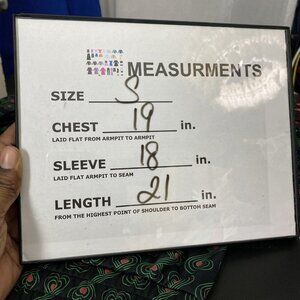 MEASURMENTS
SIZE S
CHEST 19 in.
LAID FLAT FROM ARMPIT TO ARMPIT
SLEEVE 18 in.
LAID FLAT ARMPIT TO SEAM
LENGTH 21 in.
FROM THE HIGHEST POINT OF SHOULDER TO BOTTOM SEAM